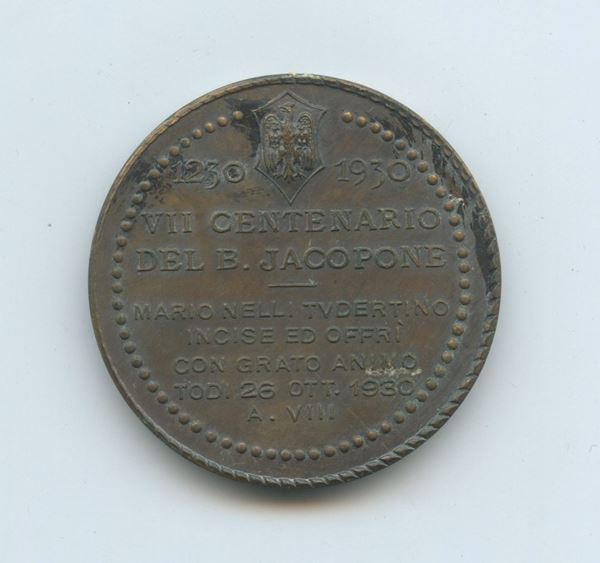 1230 1930
VII CENTENARIO
DEL B. JACOPONE
MARIO NELLI TVDERTINO
INCISE ED OFFRÌ
CON GRATO ANIMO
TODI 26 OTT. 1930
A. VIII